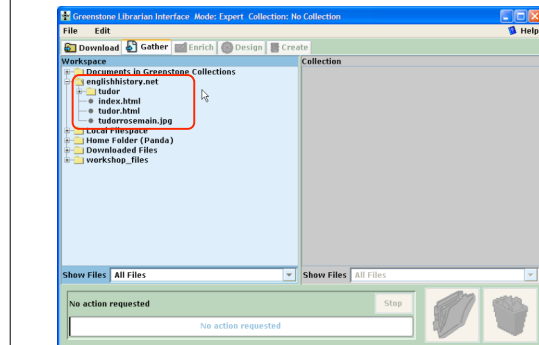 Greenstone Librarian Interface Mode: Expert Collection: No Collection
File Edit Help
Download Gather Enrich Design Create
Workspace Collection
Documents in Greenstone Collections
englishhistory.net
tudor
index.html
tudor.html
tudorrosemain.jpg
Local Filespace
Home Folder (Panda)
Downloaded Files
workshop_files
Show Files All Files Show Files All Files
No action requested Stop
No action requested